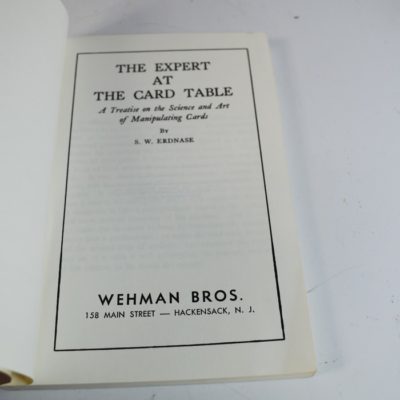 THE EXPERT
AT
THE CARD TABLE
A Treatise on the Science and Art
of Manipulating Cards
BY
S. W. ERDNASE
WEHMAN BROS.
158 MAIN STREET — HACKENSACK, N. J.